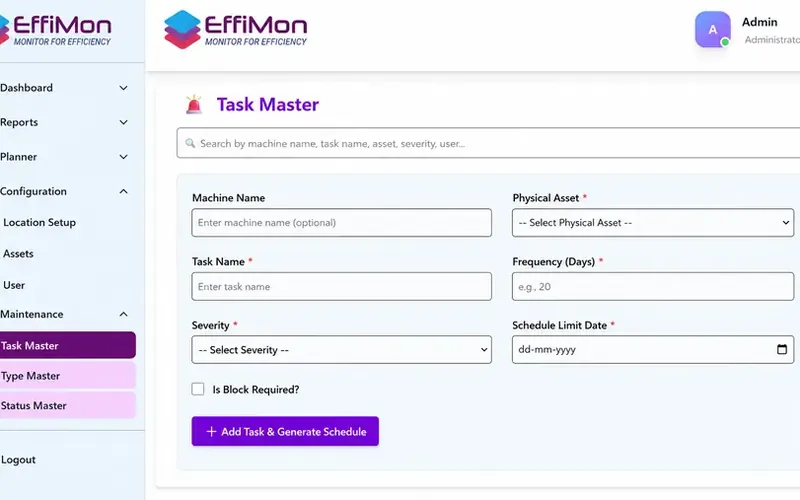 EffiMon
MONITOR FOR EFFICIENCY
Dashboard
Reports
Planner
Configuration
Location Setup
Assets
User
Maintenance
Task Master
Type Master
Status Master
Logout
EffiMon
MONITOR FOR EFFICIENCY
A
Admin
Administrato
Task Master
Search by machine name, task name, asset, severity, user...
Machine Name
Enter machine name (optional)
Physical Asset *
-- Select Physical Asset --
Task Name *
Enter task name
Frequency (Days) *
e.g., 20
Severity *
-- Select Severity --
Schedule Limit Date *
dd-mm-yyyy
Is Block Required?
+ Add Task & Generate Schedule